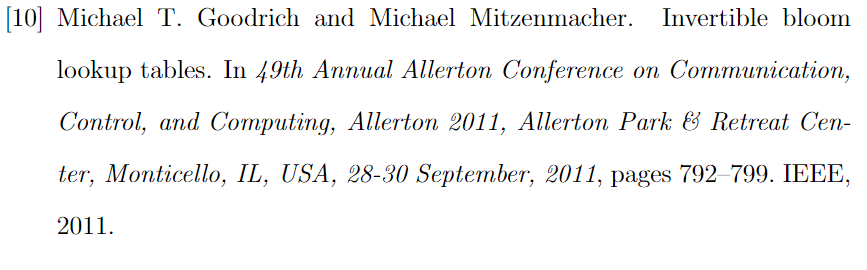 [10] Michael T. Goodrich and Michael Mitzenmacher. Invertible bloom
lookup tables. In 49th Annual Allerton Conference on Communication,
Control, and Computing, Allerton 2011, Allerton Park & Retreat Cen-
ter, Monticello, IL, USA, 28-30 September, 2011, pages 792–799. IEEE,
2011.